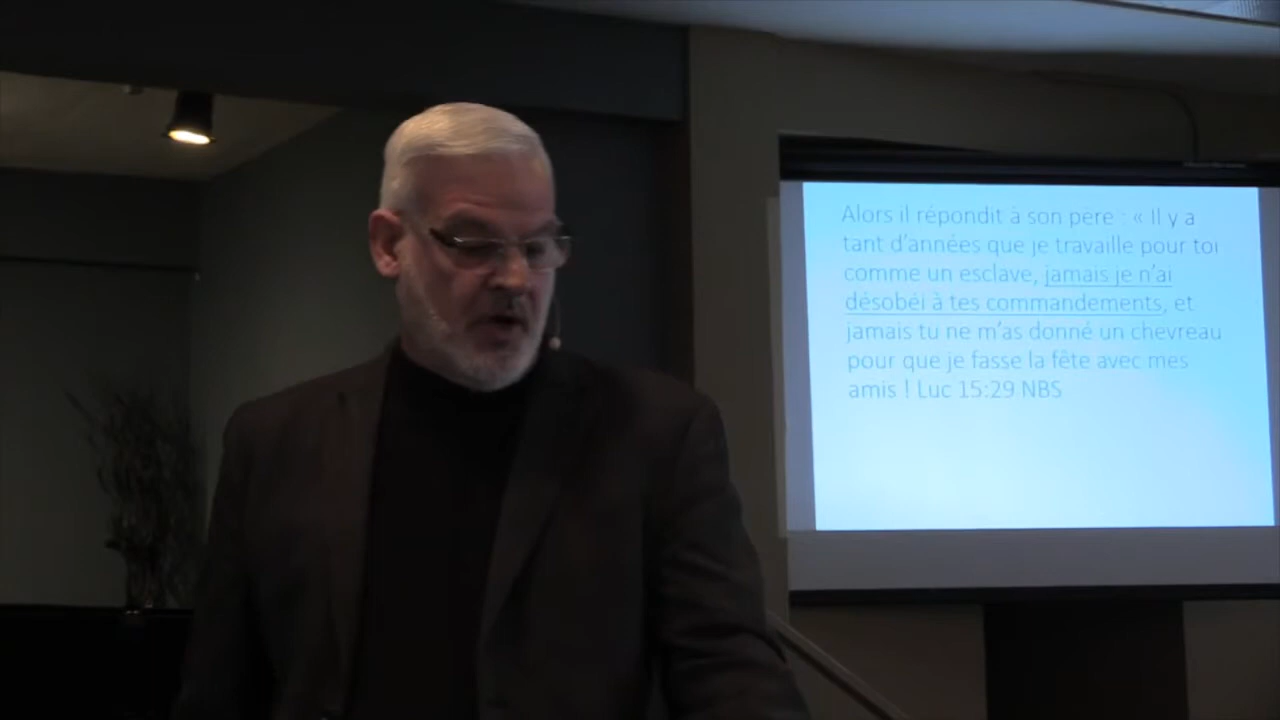 Alors il répondit à son père : « Il y a
tant d'années que je travaille pour toi
comme un esclave, jamais je n'ai
désobéi à tes commandements, et
jamais tu ne m'as donné un chevreau
pour que je fasse la fête avec mes
amis ! Luc 15:29 NBS